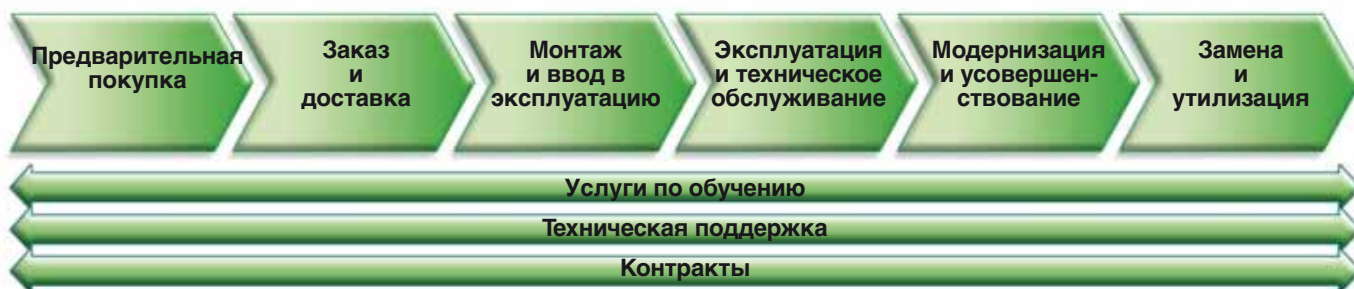 Предварительная
покупка
Заказ
и
доставка
Монтаж
и ввод в
эксплуатацию
Эксплуатация
и техническое
обслуживание
Модернизация
и усовершен-
ствование
Замена
и
утилизация
Услуги по обучению
Техническая поддержка
Контракты